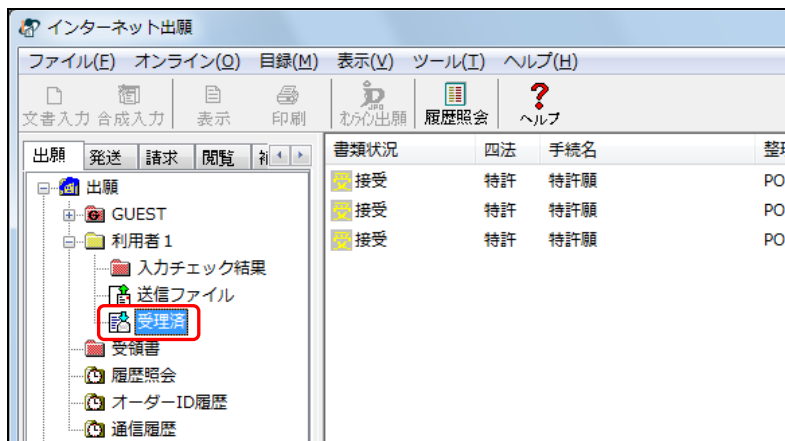 インターネット出願
ファイル(F) オンライン(O) 目録(M) 表示(V) ツール(T) ヘルプ(H)
文書入力 合成入力 表示 印刷 ｵﾝﾗｲﾝ出願 履歴照会 ヘルプ
出願 発送 請求 閲覧
書類状況 四法 手続名 整理
出願
接受 特許 特許願 PO
GUEST
接受 特許 特許願 PO
利用者1
接受 特許 特許願 PO
入力チェック結果
送信ファイル
受理済
受領書
履歴照会
オーダーID履歴
通信履歴